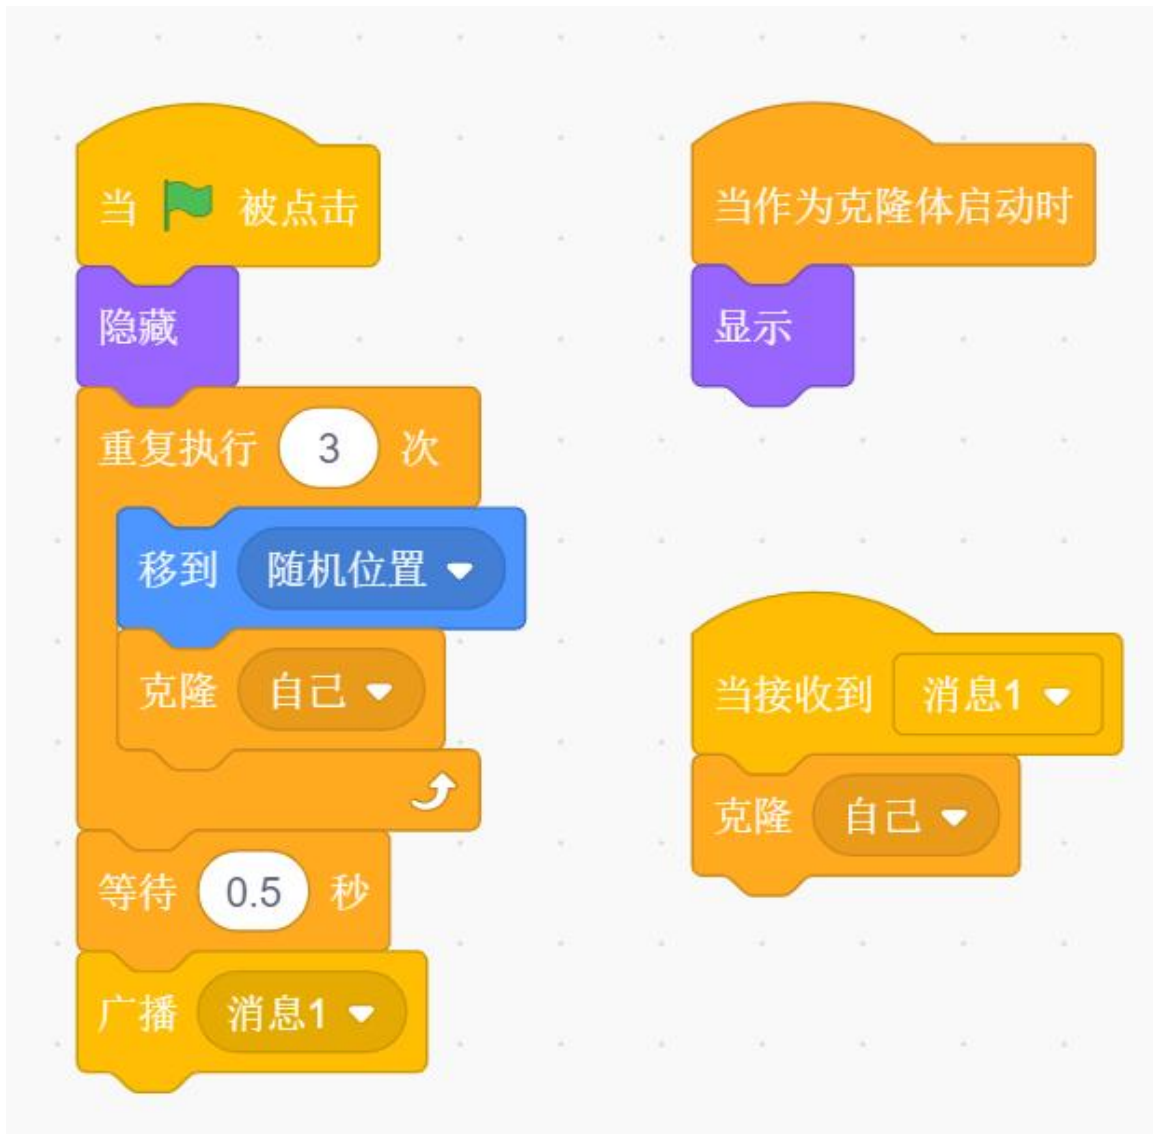 当 被点击
隐藏
重复执行 3 次
移到 随机位置
克隆 自己
等待 0.5 秒
广播 消息1
当作为克隆体启动时
显示
当接收到 消息1
克隆 自己